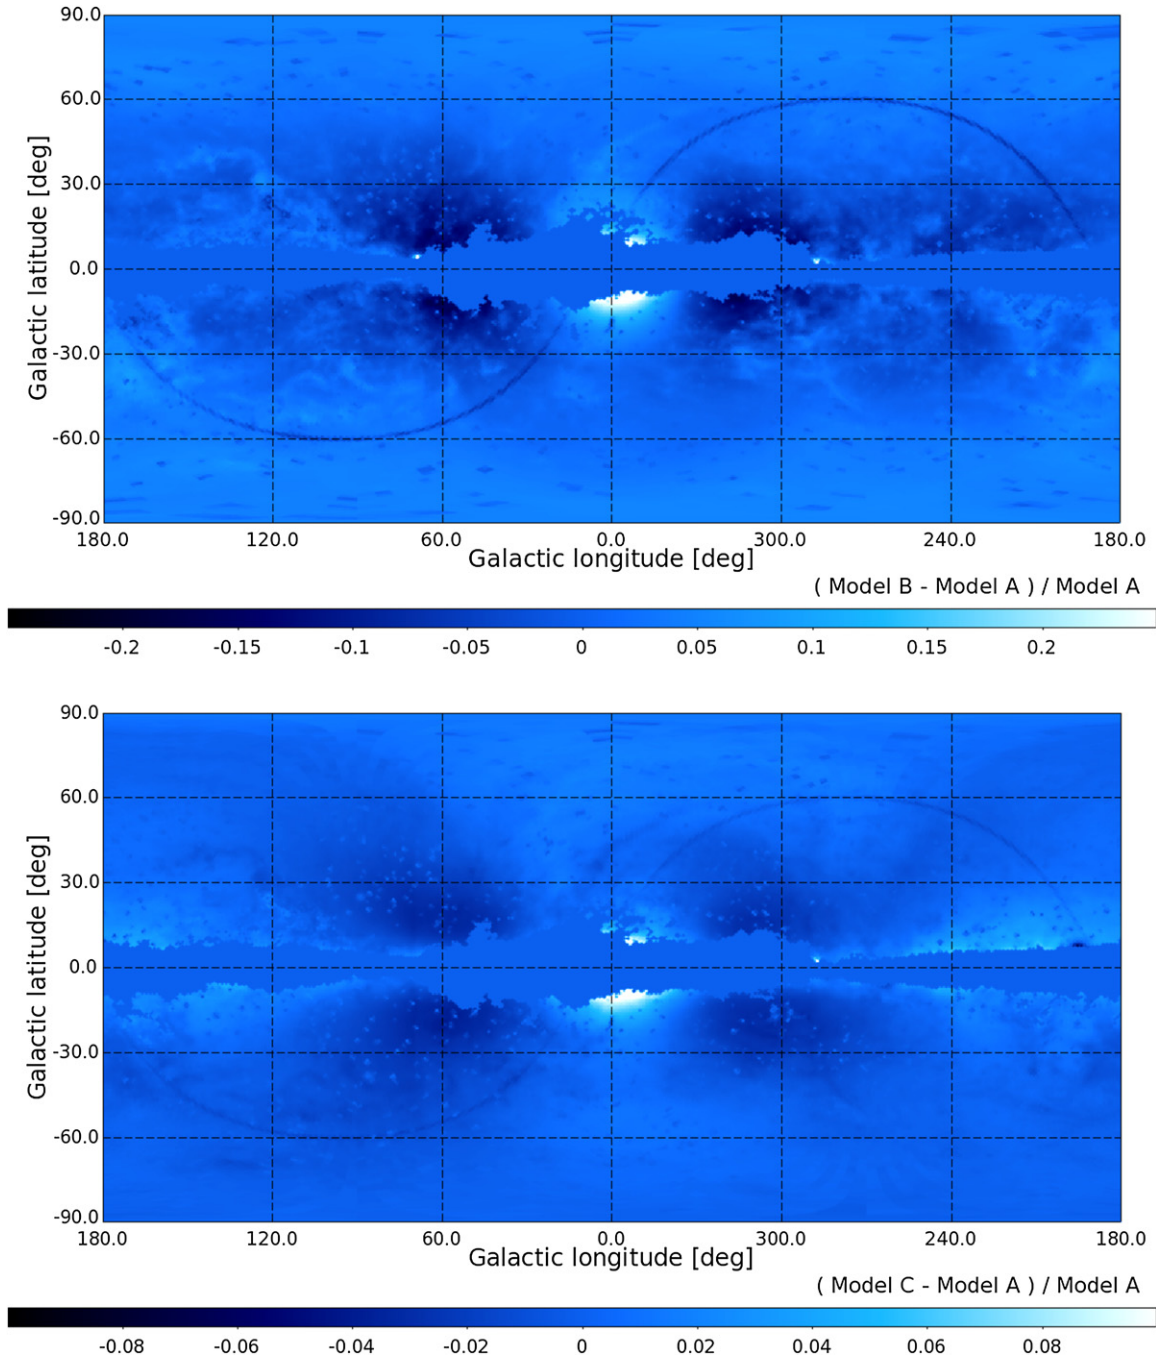 90.0
60.0
30.0
0.0
-30.0
-60.0
-90.0
Galactic latitude [deg]
180.0 120.0 60.0 0.0 300.0 240.0 180.0
Galactic longitude [deg]
( Model B - Model A ) / Model A
-0.2 -0.15 -0.1 -0.05 0 0.05 0.1 0.15 0.2
90.0
60.0
30.0
0.0
-30.0
-60.0
-90.0
Galactic latitude [deg]
180.0 120.0 60.0 0.0 300.0 240.0 180.0
Galactic longitude [deg]
( Model C - Model A ) / Model A
-0.08 -0.06 -0.04 -0.02 0 0.02 0.04 0.06 0.08